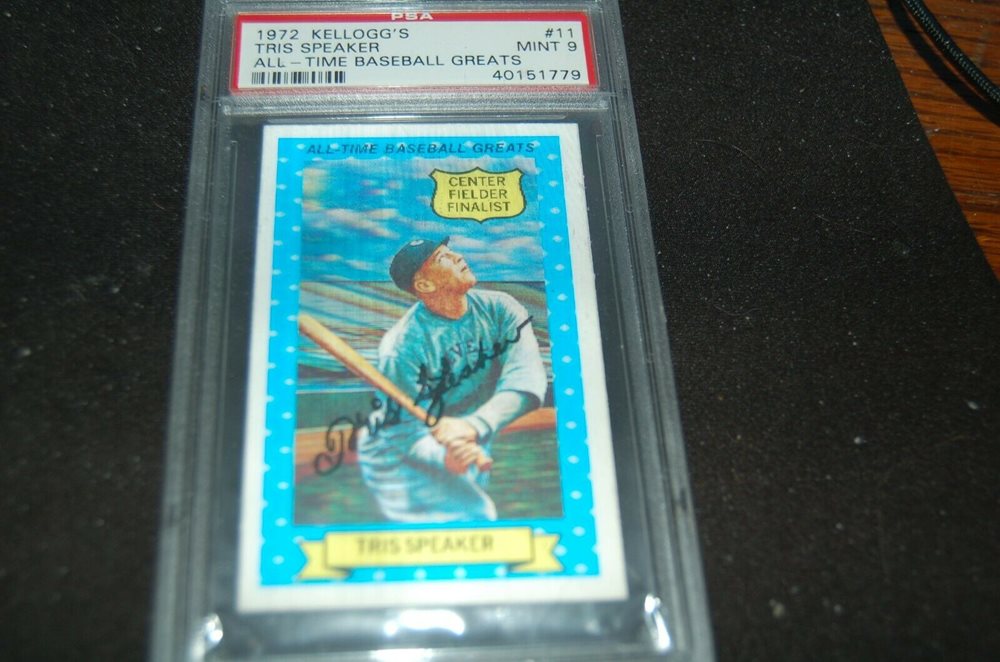 PSA
1972 KELLOGG'S #11
TRIS SPEAKER MINT 9
ALL-TIME BASEBALL GREATS
40151779
ALL-TIME BASEBALL GREATS
CENTER
FIELDER
FINALIST
Tris Speaker
TRIS SPEAKER